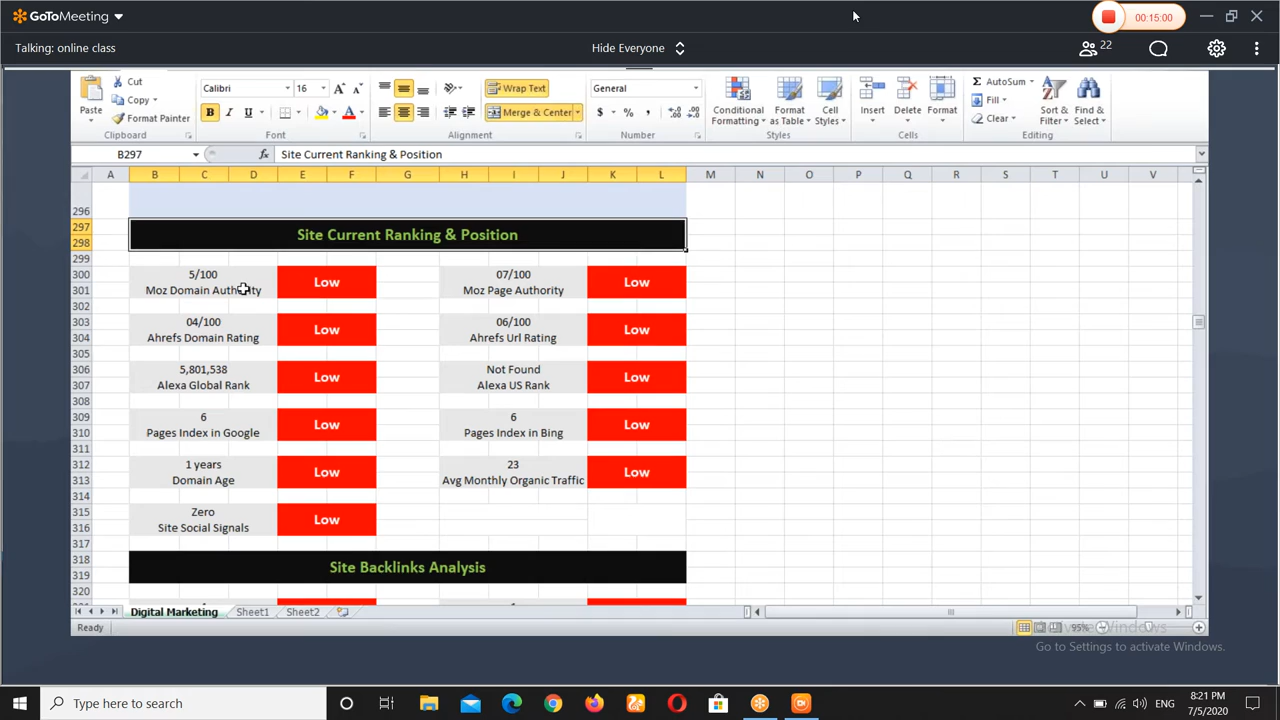 GoToMeeting
00:15:00
Talking: online class
Hide Everyone
22
Paste
Cut
Copy
Format Painter
Clipboard
Calibri
16
B I U
Font
Wrap Text
Merge & Center
Alignment
General
$ % ,
Number
Conditional Formatting
Format as Table
Cell Styles
Styles
Insert
Delete
Format
Cells
AutoSum
Fill
Clear
Sort & Filter
Find & Select
Editing
B297
fx
Site Current Ranking & Position
A B C D E F G H I J K L M N O P Q R S T U V
296
297
298
Site Current Ranking & Position
299
300
5/100
Low
07/100
Low
301
Moz Domain Authority
Moz Page Authority
302
303
04/100
Low
06/100
Low
304
Ahrefs Domain Rating
Ahrefs Url Rating
305
306
5,801,538
Low
Not Found
Low
307
Alexa Global Rank
Alexa US Rank
308
309
6
Low
6
Low
310
Pages Index in Google
Pages Index in Bing
311
312
1 years
Low
23
Low
313
Domain Age
Avg Monthly Organic Traffic
314
315
Zero
Low
316
Site Social Signals
317
318
Site Backlinks Analysis
319
320
Digital Marketing
Sheet1
Sheet2
Ready
95%
Activate Windows
Go to Settings to activate Windows.
Type here to search
ENG
8:21 PM
7/5/2020